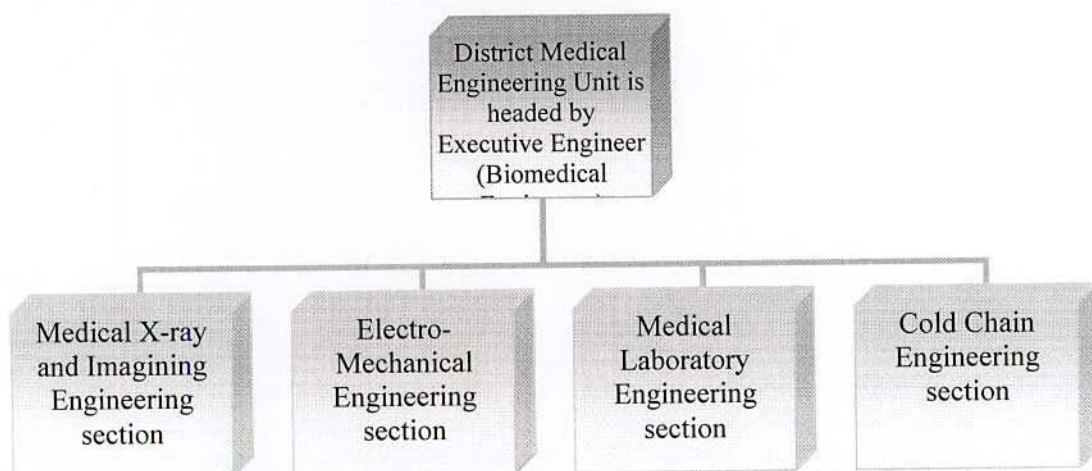 District Medical
Engineering Unit is
headed by
Executive Engineer
(Biomedical
Medical X-ray
and Imagining
Engineering
section
Electro-
Mechanical
Engineering
section
Medical
Laboratory
Engineering
section
Cold Chain
Engineering
section